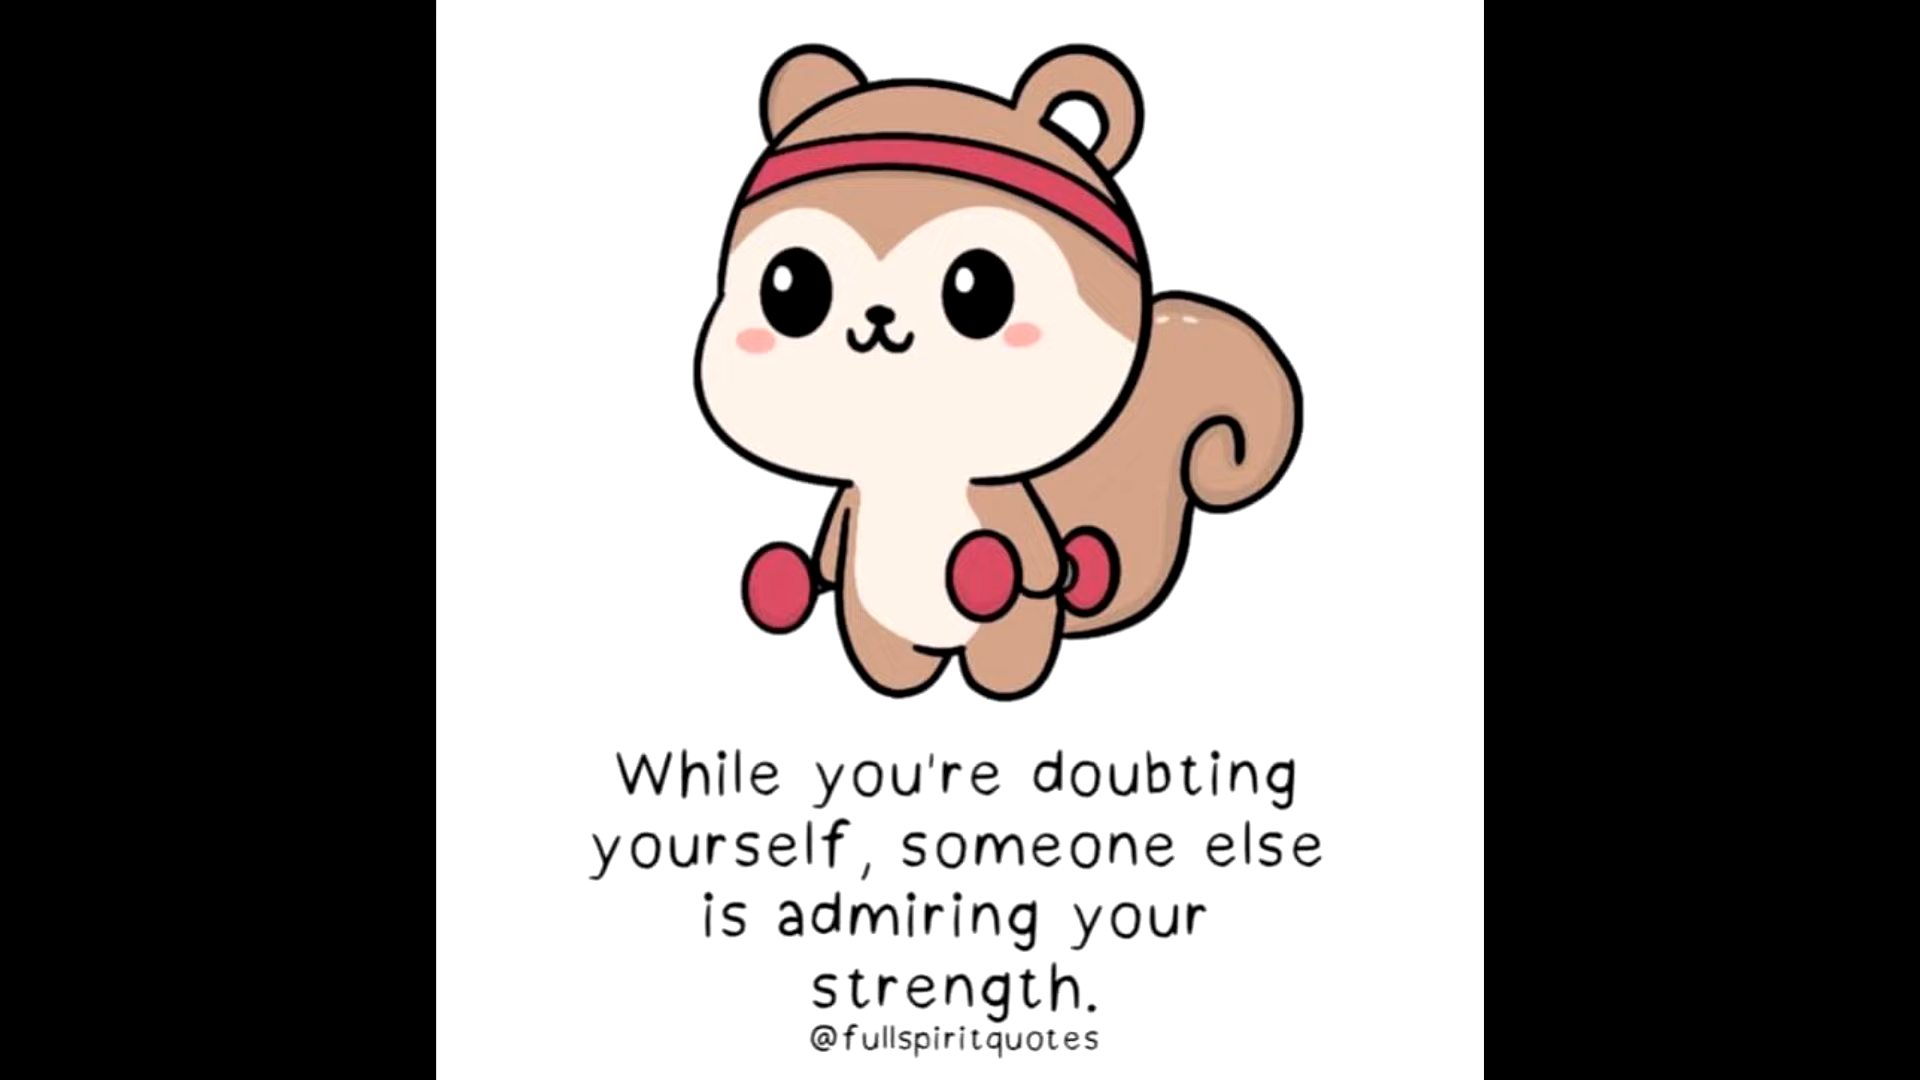 While you're doubting
yourself, someone else
is admiring your
strength.
@fullspiritquotes